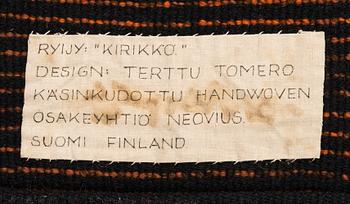 RYIJY: "KIRIKKO."
DESIGN: TERTTU TOMERO
KÄSINKUDOTTU HANDWOVEN
OSAKEYHTIÖ NEOVIUS.
SUOMI FINLAND